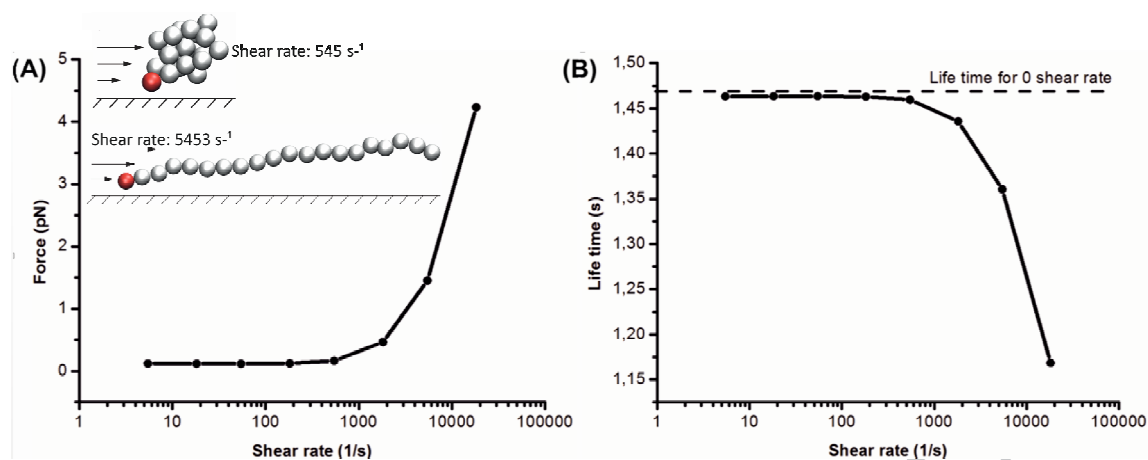 (A)
Shear rate: 545 s-¹
Shear rate: 5453 s-¹
Force (pN)
5
4
3
2
1
0
1
10
100
1000
10000
100000
Shear rate (1/s)
(B)
Life time for 0 shear rate
Life time (s)
1,50
1,45
1,40
1,35
1,30
1,25
1,20
1,15
1
10
100
1000
10000
100000
Shear rate (1/s)